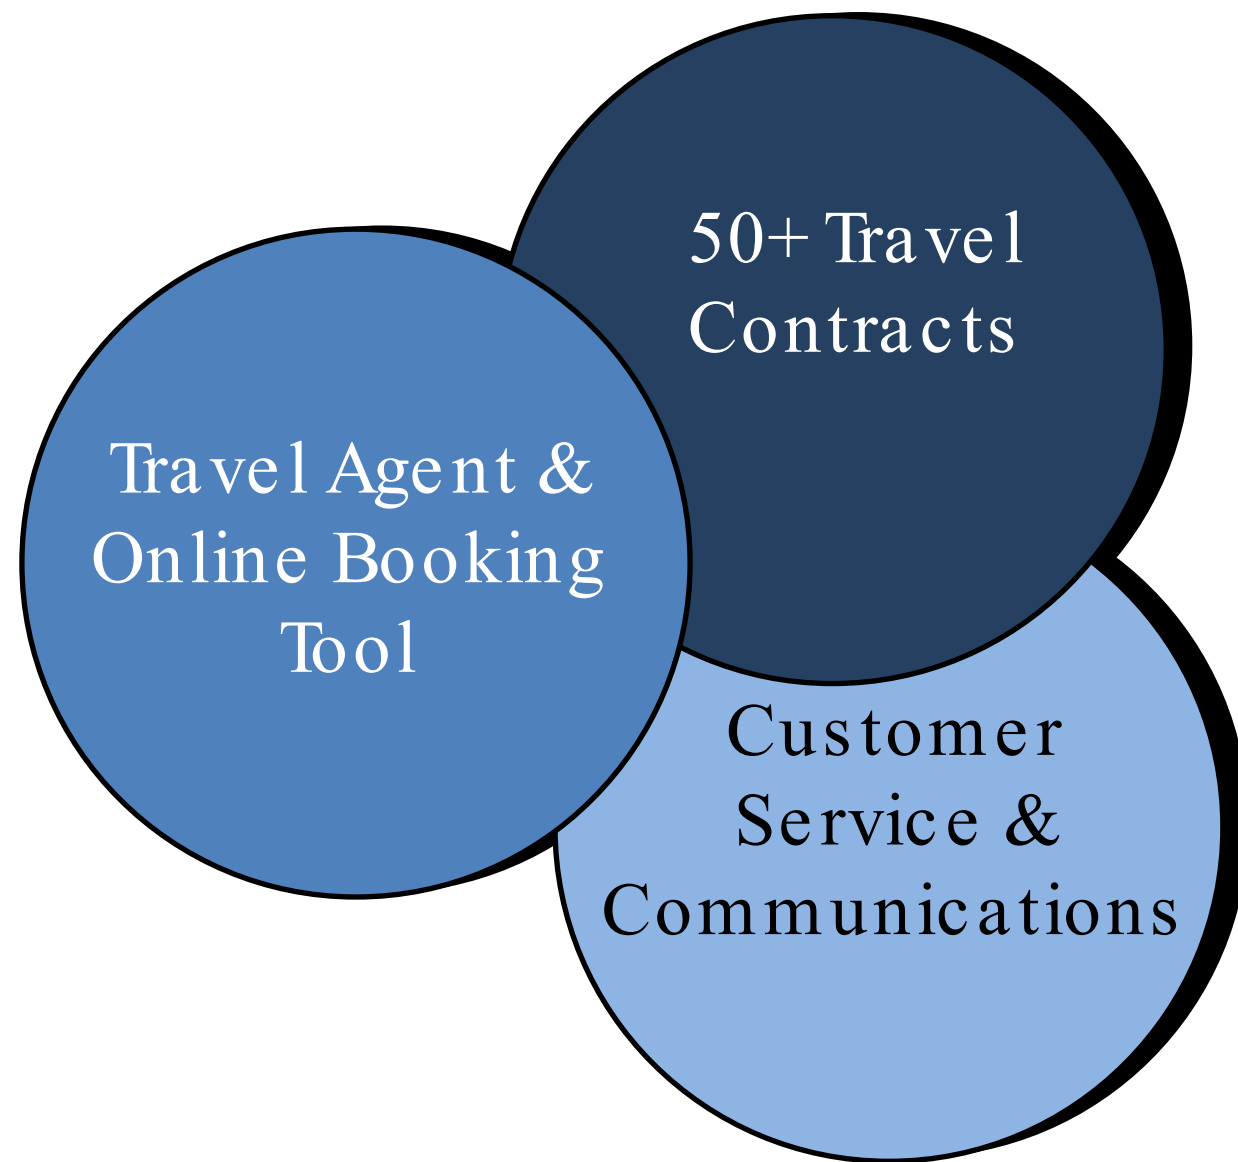 50+ Travel
Contracts
Travel Agent &
Online Booking
Tool
Customer
Service &
Communications